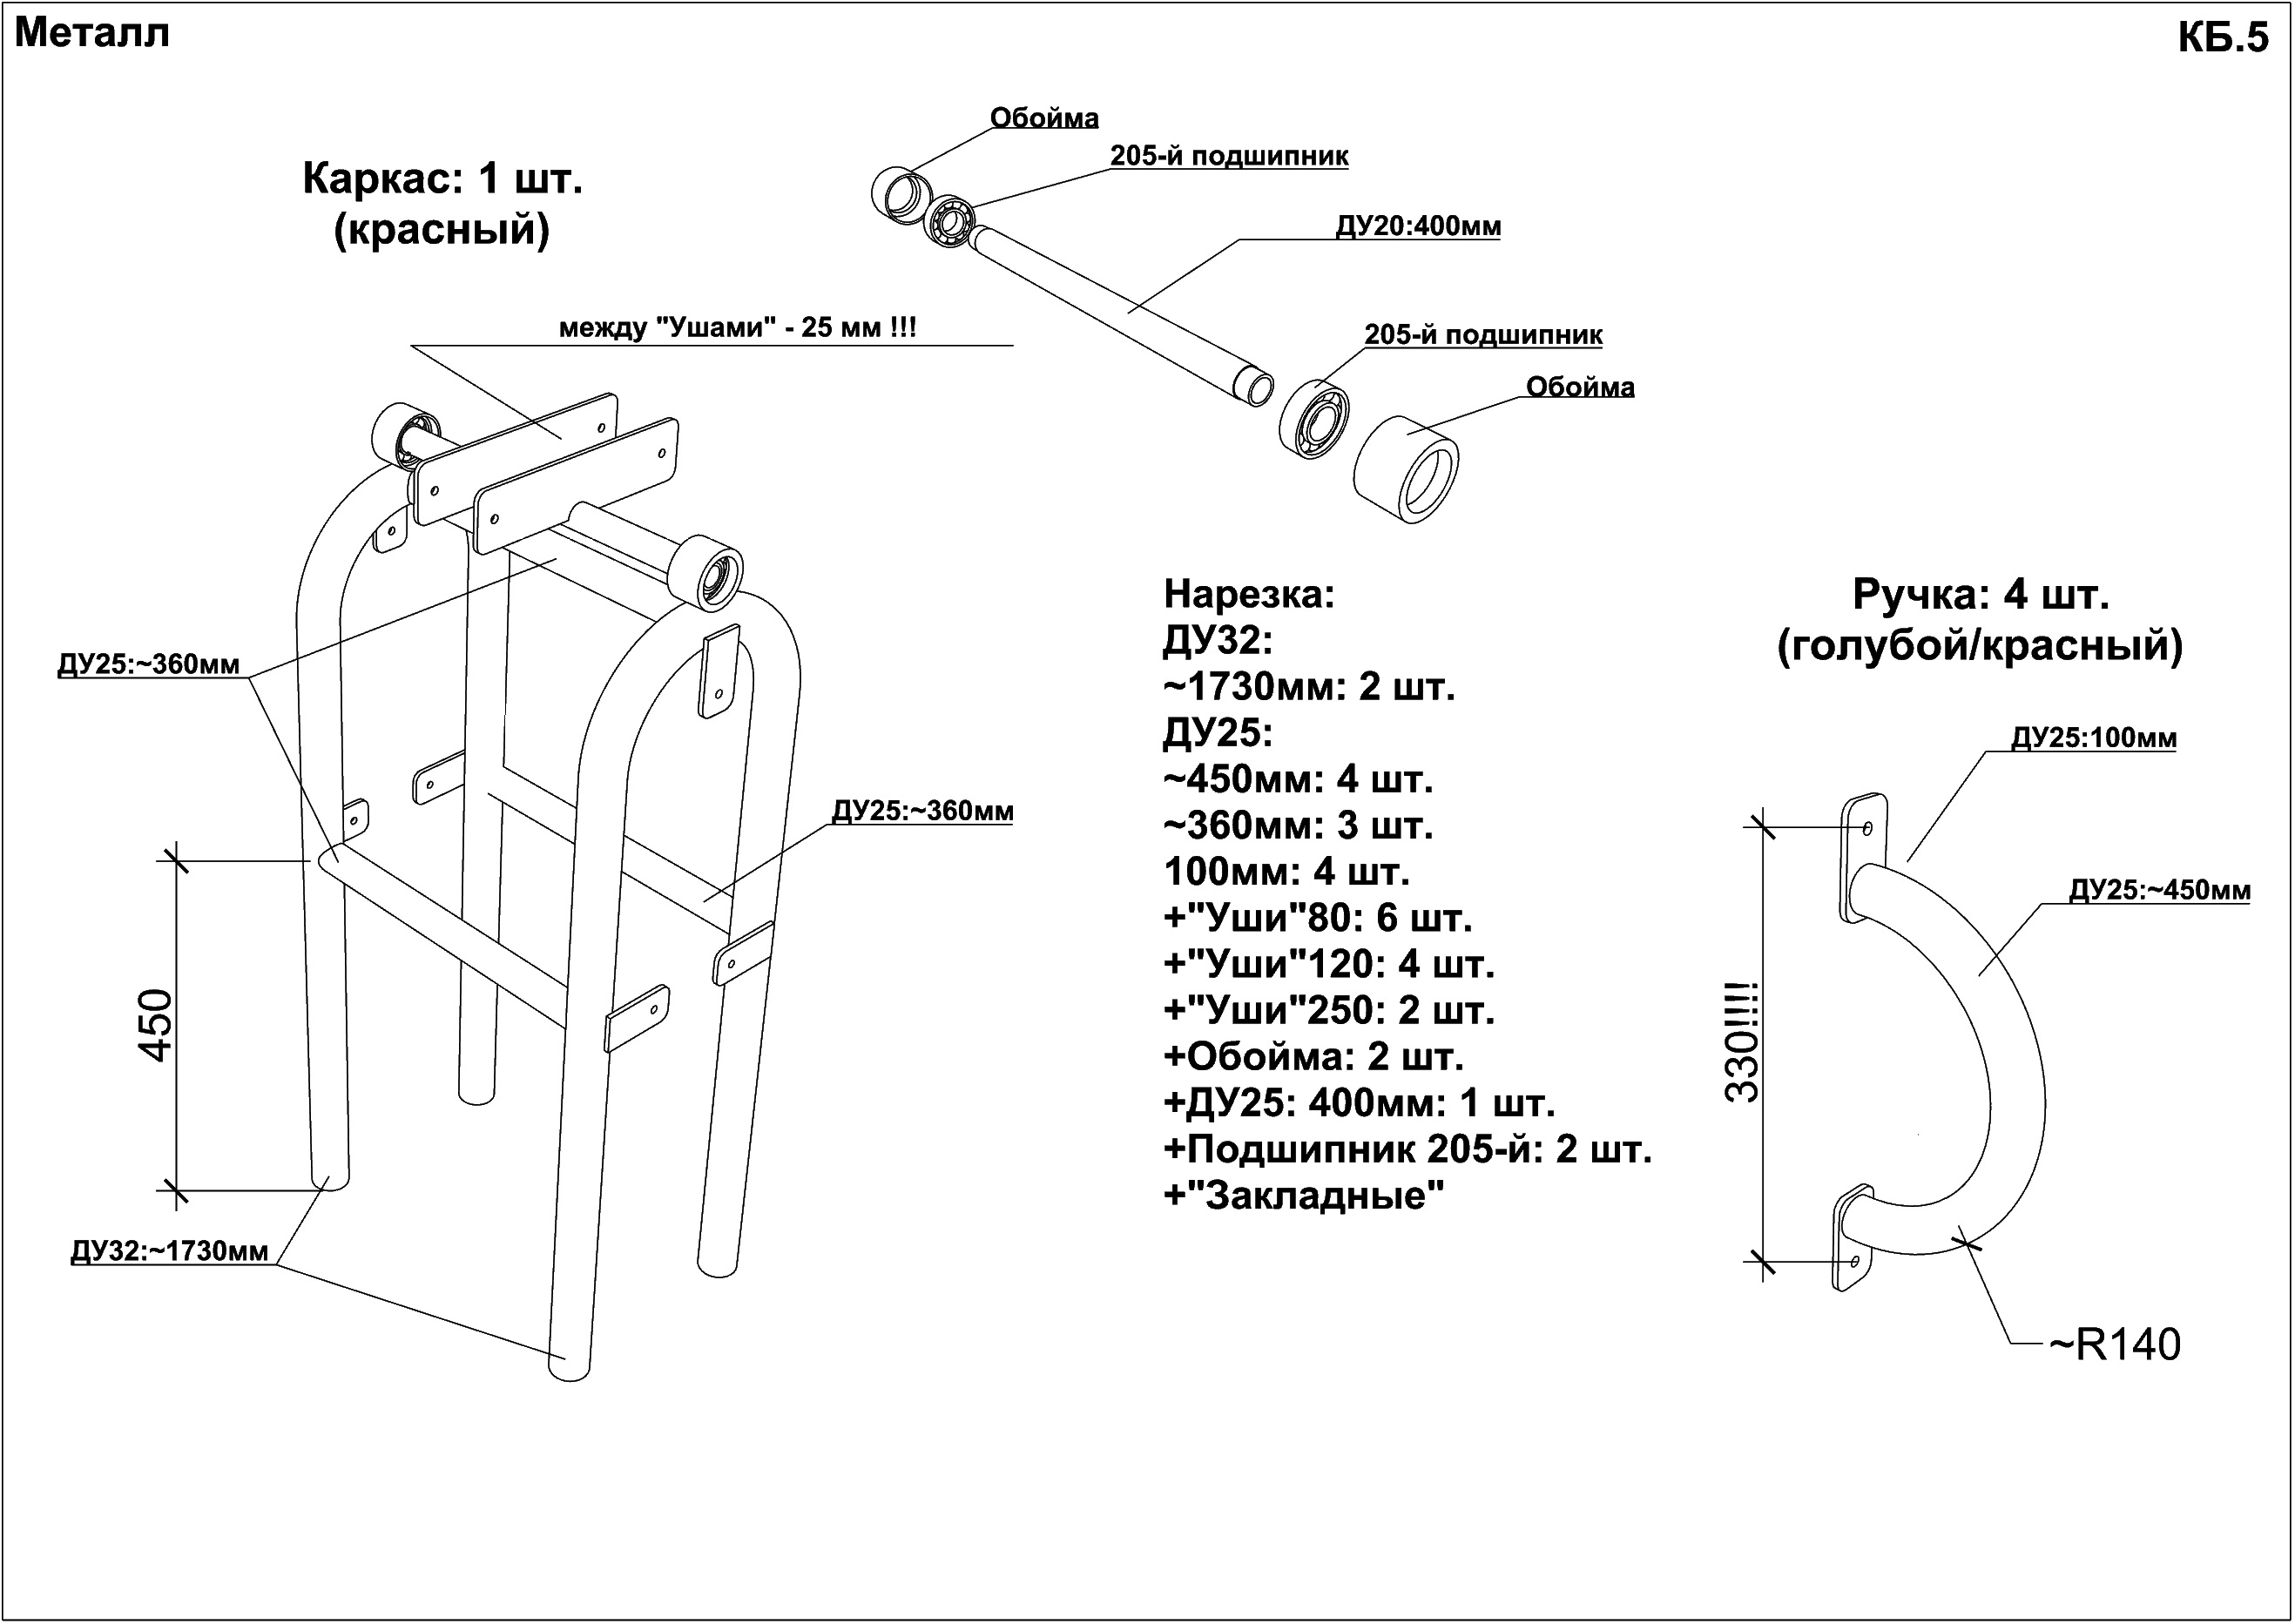 Металл
КБ.5
Обойма
205-й подшипник
Каркас: 1 шт.
(красный)
ДУ20:400мм
между "Ушами" - 25 мм !!!
205-й подшипник
Обойма
Нарезка:
ДУ32:
~1730мм: 2 шт.
ДУ25:
~450мм: 4 шт.
~360мм: 3 шт.
100мм: 4 шт.
+"Уши"80: 6 шт.
+"Уши"120: 4 шт.
+"Уши"250: 2 шт.
+Обойма: 2 шт.
+ДУ25: 400мм: 1 шт.
+Подшипник 205-й: 2 шт.
+"Закладные"
Ручка: 4 шт.
(голубой/красный)
ДУ25:~360мм
ДУ25:100мм
ДУ25:~360мм
ДУ25:~450мм
450
330!!!!
ДУ32:~1730мм
~R140